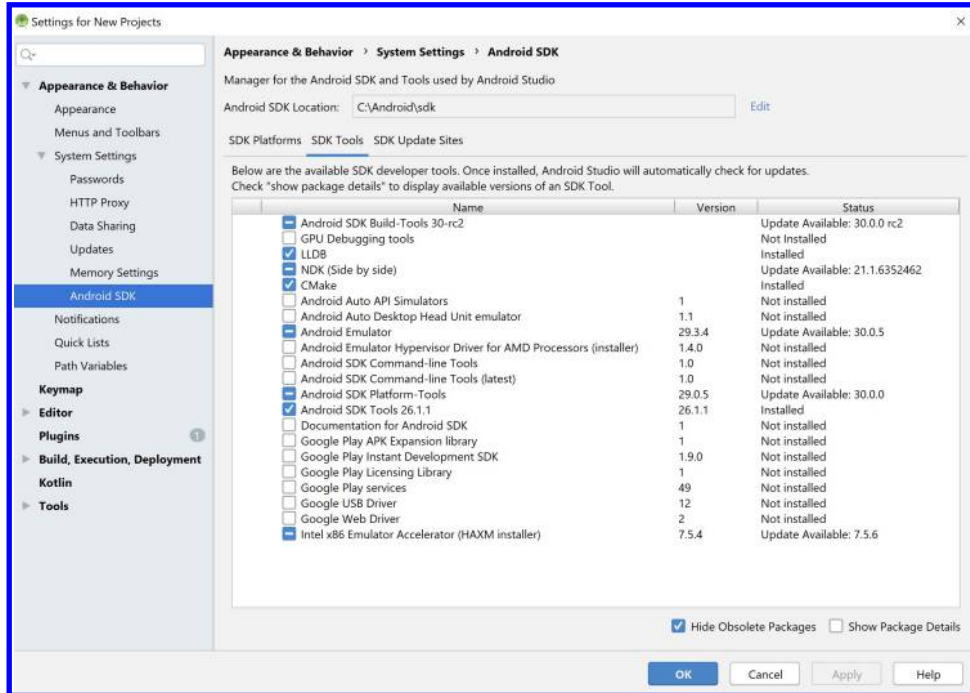 Settings for New Projects
Appearance & Behavior
Appearance
Menus and Toolbars
System Settings
Passwords
HTTP Proxy
Data Sharing
Updates
Memory Settings
Android SDK
Notifications
Quick Lists
Path Variables
Keymap
Editor
Plugins 1
Build, Execution, Deployment
Kotlin
Tools
Appearance & Behavior › System Settings › Android SDK
Manager for the Android SDK and Tools used by Android Studio
Android SDK Location: C:\Android\sdk Edit
SDK Platforms SDK Tools SDK Update Sites
Below are the available SDK developer tools. Once installed, Android Studio will automatically check for updates.
Check "show package details" to display available versions of an SDK Tool.
Name Version Status
Android SDK Build-Tools 30-rc2 Update Available: 30.0.0 rc2
GPU Debugging tools Not Installed
LLDB Installed
NDK (Side by side) Update Available: 21.1.6352462
CMake Installed
Android Auto API Simulators 1 Not installed
Android Auto Desktop Head Unit emulator 1.1 Not installed
Android Emulator 29.3.4 Update Available: 30.0.5
Android Emulator Hypervisor Driver for AMD Processors (installer) 1.4.0 Not installed
Android SDK Command-line Tools 1.0 Not installed
Android SDK Command-line Tools (latest) 1.0 Not installed
Android SDK Platform-Tools 29.0.5 Update Available: 30.0.0
Android SDK Tools 26.1.1 26.1.1 Installed
Documentation for Android SDK 1 Not installed
Google Play APK Expansion library 1 Not installed
Google Play Instant Development SDK 1.9.0 Not installed
Google Play Licensing Library 1 Not installed
Google Play services 49 Not installed
Google USB Driver 12 Not installed
Google Web Driver 2 Not installed
Intel x86 Emulator Accelerator (HAXM installer) 7.5.4 Update Available: 7.5.6
Hide Obsolete Packages Show Package Details
OK Cancel Apply Help